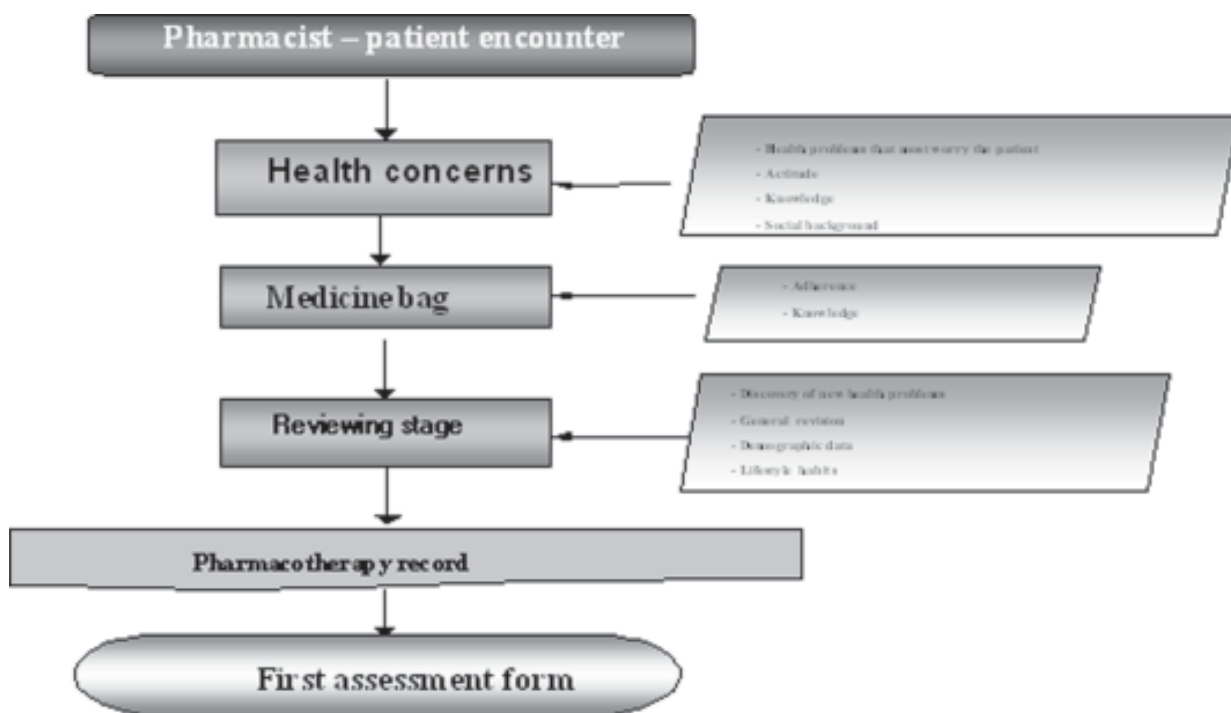 Pharmacist – patient encounter
Health concerns
- Health problems that most worry the patient
- Actitude
- Knowledge
- Social background
Medicine bag
- Adherence
- Knowledge
Reviewing stage
- Discovery of new health problems
- General revision
- Demographic data
- Lifestyle habits
Pharmacotherapy record
First assessment form